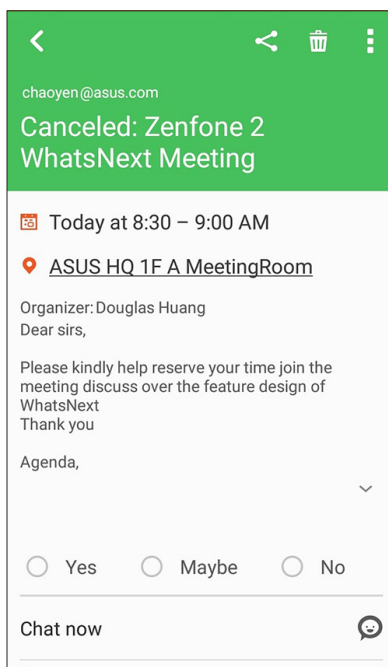 chaoyen@asus.com
Canceled: Zenfone 2
WhatsNext Meeting
Today at 8:30 – 9:00 AM
ASUS HQ 1F A MeetingRoom
Organizer:Douglas Huang
Dear sirs,
Please kindly help reserve your time join the
meeting discuss over the feature design of
WhatsNext
Thank you
Agenda,
Yes
Maybe
No
Chat now